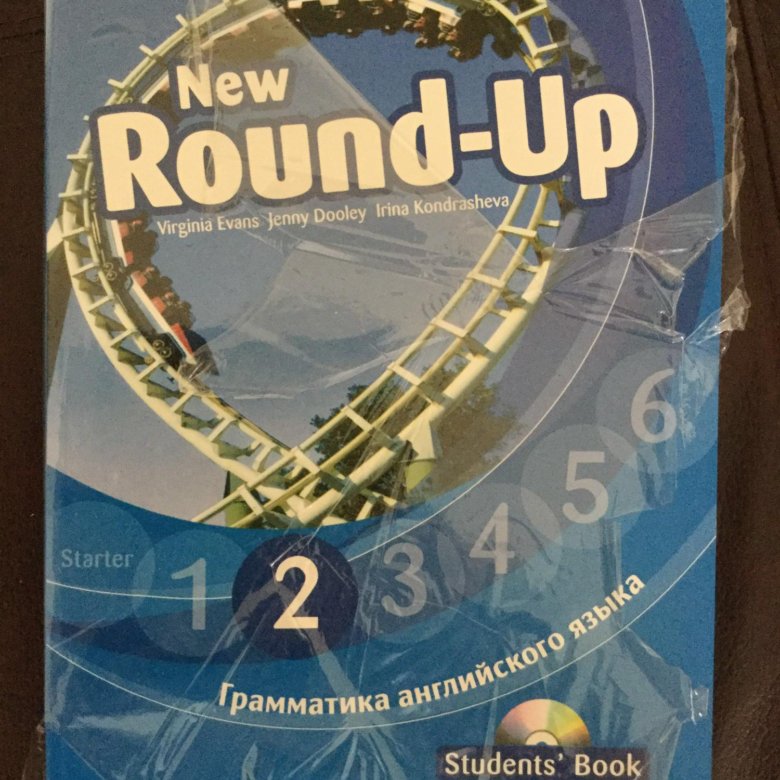 New
Round-Up
Virginia Evans Jenny Dooley Irina Kondrasheva
Starter 1 2 3 4 5 6
Грамматика английского языка
Students' Book